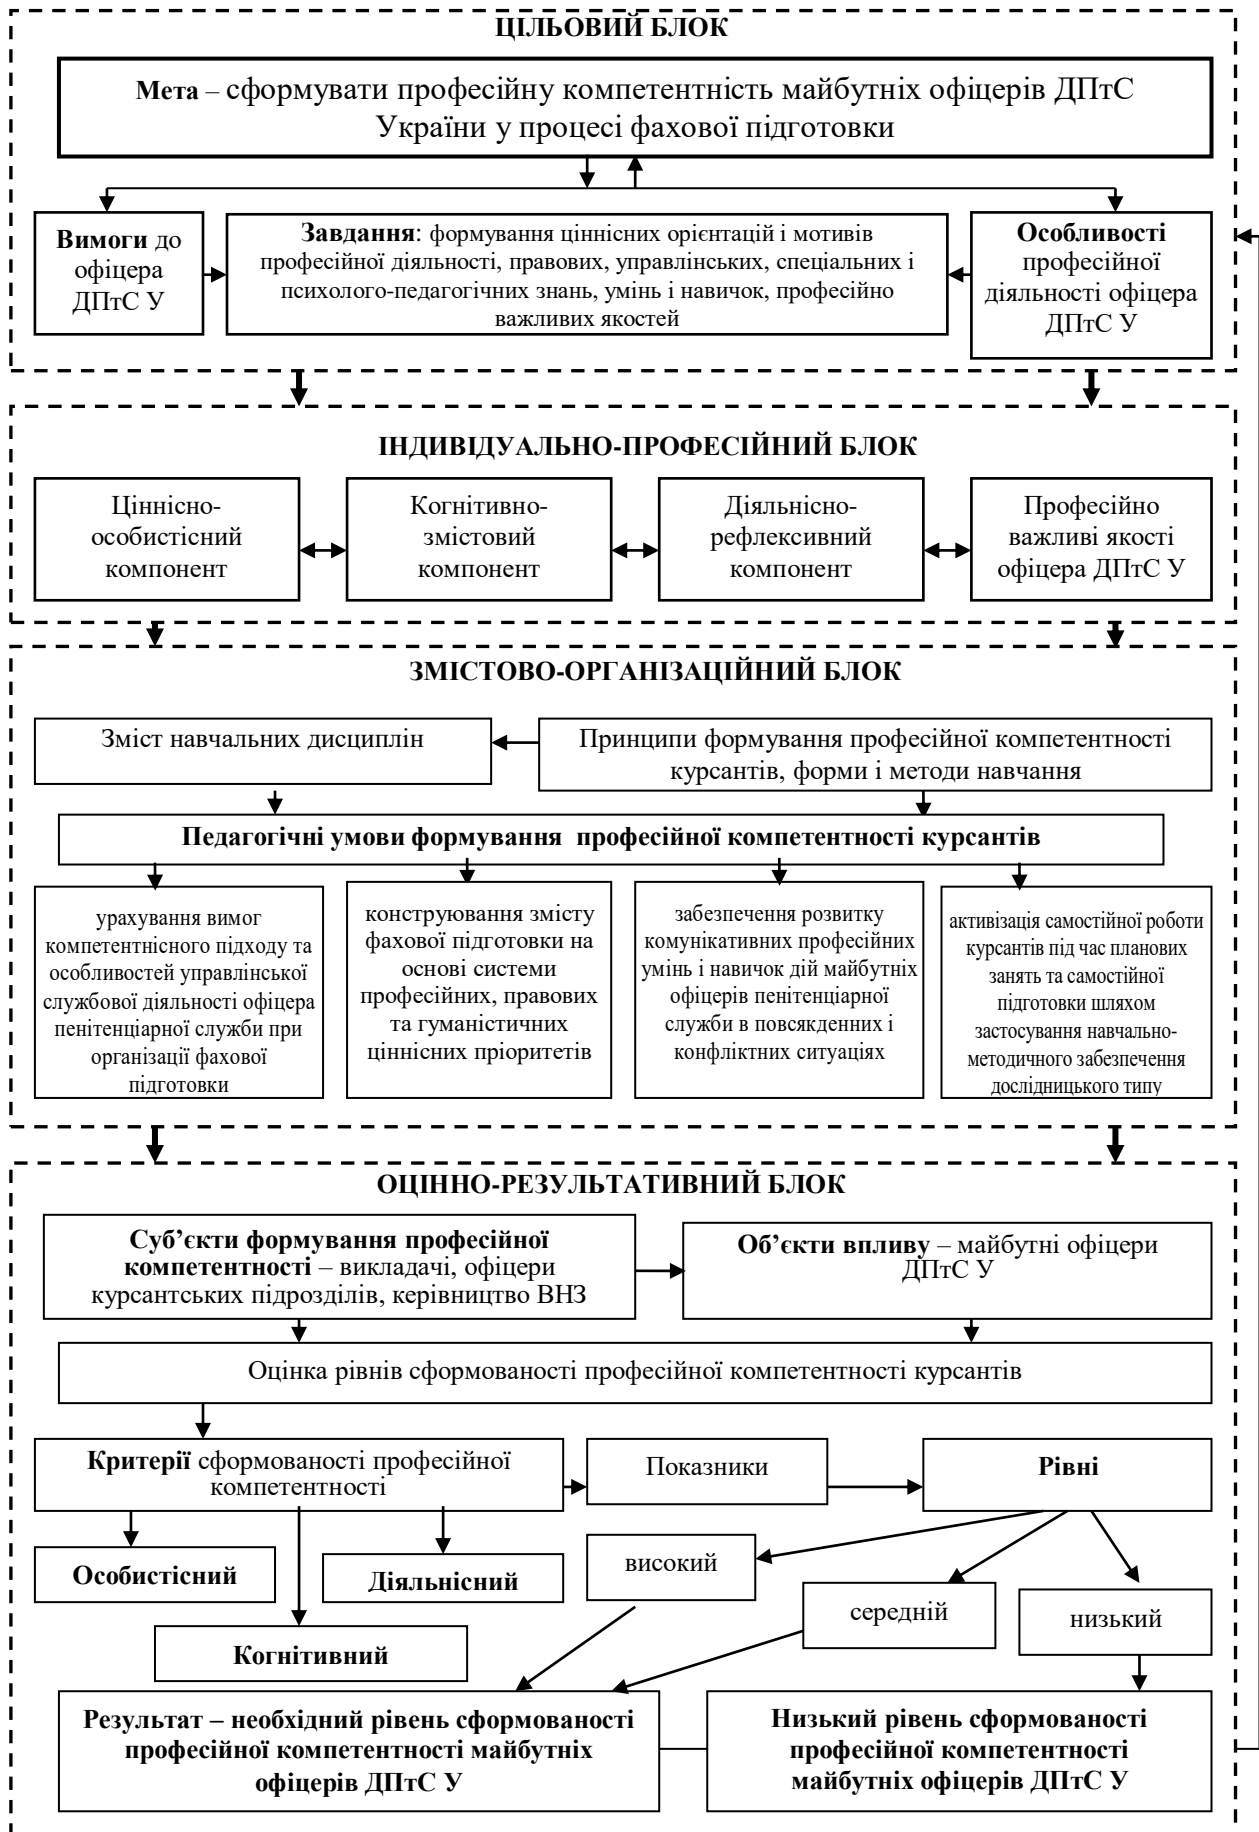 ЦІЛЬОВИЙ БЛОК
Мета – сформувати професійну компетентність майбутніх офіцерів ДПтС
України у процесі фахової підготовки
Вимоги до
офіцера
ДПтС У
Завдання: формування ціннісних орієнтацій і мотивів
професійної діяльності, правових, управлінських, спеціальних і
психолого-педагогічних знань, умінь і навичок, професійно
важливих якостей
Особливості
професійної
діяльності офіцера
ДПтС У
ІНДИВІДУАЛЬНО-ПРОФЕСІЙНИЙ БЛОК
Ціннісно-
особистісний
компонент
Когнітивно-
змістовий
компонент
Діяльнісно-
рефлексивний
компонент
Професійно
важливі якості
офіцера ДПтС У
ЗМІСТОВО-ОРГАНІЗАЦІЙНИЙ БЛОК
Зміст навчальних дисциплін
Принципи формування професійної компетентності
курсантів, форми і методи навчання
Педагогічні умови формування професійної компетентності курсантів
урахування вимог
компетентнісного підходу та
особливостей управлінської
службової діяльності офіцера
пенітенціарної служби при
організації фахової
підготовки
конструювання змісту
фахової підготовки на
основі системи
професійних, правових
та гуманістичних
ціннісних пріоритетів
забезпечення розвитку
комунікативних професійних
умінь і навичок дій майбутніх
офіцерів пенітенціарної
служби в повсякденних і
конфліктних ситуаціях
активізація самостійної роботи
курсантів під час планових
занять та самостійної
підготовки шляхом
застосування навчально-
методичного забезпечення
дослідницького типу
ОЦІННО-РЕЗУЛЬТАТИВНИЙ БЛОК
Суб’єкти формування професійної
компетентності – викладачі, офіцери
курсантських підрозділів, керівництво ВНЗ
Об’єкти впливу – майбутні офіцери
ДПтС У
Оцінка рівнів сформованості професійної компетентності курсантів
Критерії сформованості професійної
компетентності
Показники
Рівні
Особистісний
Діяльнісний
високий
середній
низький
Когнітивний
Результат – необхідний рівень сформованості
професійної компетентності майбутніх
офіцерів ДПтС У
Низький рівень сформованості
професійної компетентності
майбутніх офіцерів ДПтС У